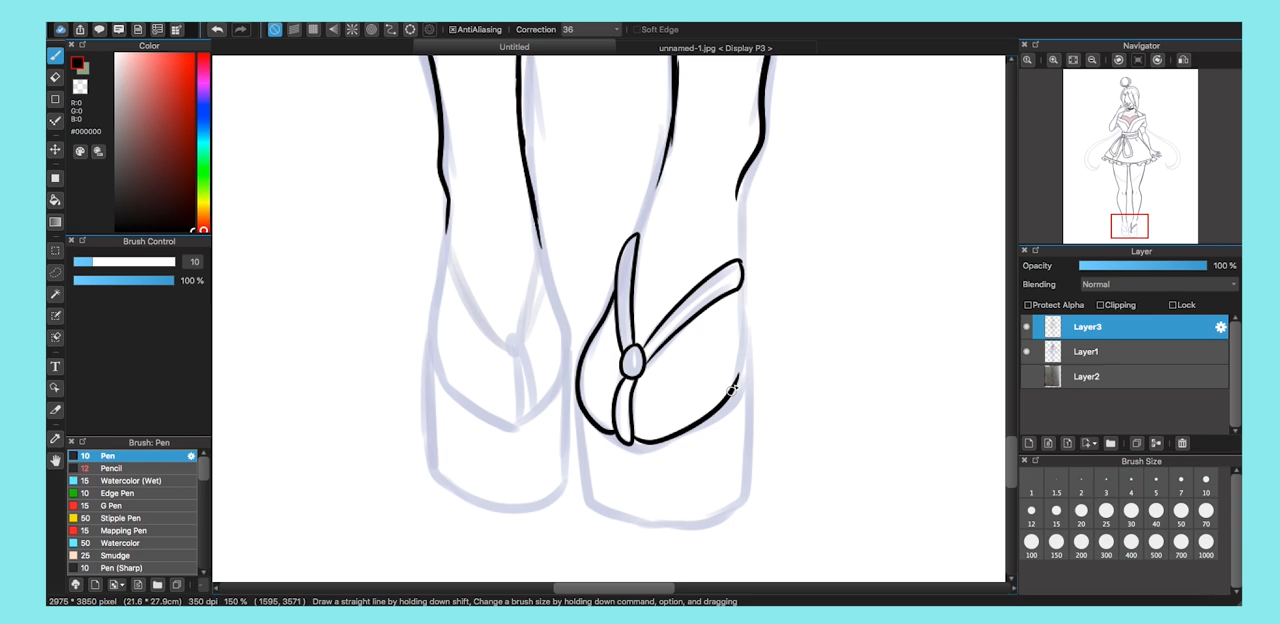 AntiAliasing Correction 36 Soft Edge
Color
Untitled
unnamed-1.jpg < Display P3 >
Navigator
R:0
G:0
B:0
#000000
Brush Control
10
100 %
Layer
Opacity 100 %
Blending Normal
Protect Alpha Clipping Lock
Layer3
Layer1
Layer2
Brush: Pen
10 Pen
12 Pencil
15 Watercolor (Wet)
10 Edge Pen
15 G Pen
50 Stipple Pen
15 Mapping Pen
50 Watercolor
25 Smudge
10 Pen (Sharp)
Brush Size
1 1.5 2 3 4 5 7 10
12 15 20 25 30 40 50 70
100 150 200 300 400 500 700 1000
2975 * 3850 pixel (21.6 * 27.9cm) 350 dpi 150 % ( 1595, 3571 ) Draw a straight line by holding down shift, Change a brush size by holding down command, option, and dragging